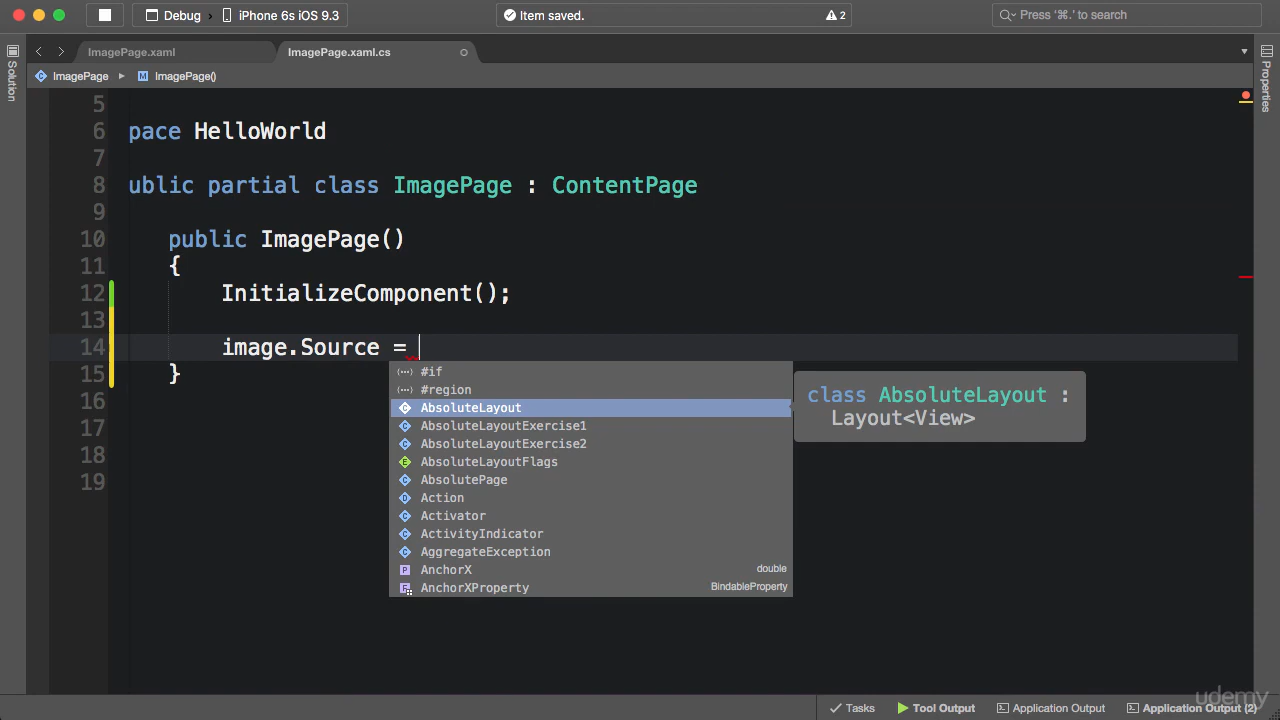 Debug › iPhone 6s iOS 9.3
Item saved.
2
Press '⌘.' to search
Solution
ImagePage.xaml
ImagePage.xaml.cs
Properties
ImagePage ▸ ImagePage()
5
6 pace HelloWorld
7
8 ublic partial class ImagePage : ContentPage
9
10 public ImagePage()
11 {
12 InitializeComponent();
13
14 image.Source =
15 }
16
17
18
19
#if
#region
AbsoluteLayout
AbsoluteLayoutExercise1
AbsoluteLayoutExercise2
AbsoluteLayoutFlags
AbsolutePage
Action
Activator
ActivityIndicator
AggregateException
AnchorX double
AnchorXProperty BindableProperty
class AbsoluteLayout :
Layout<View>
Tasks
Tool Output
Application Output
Application Output (2)
udemy